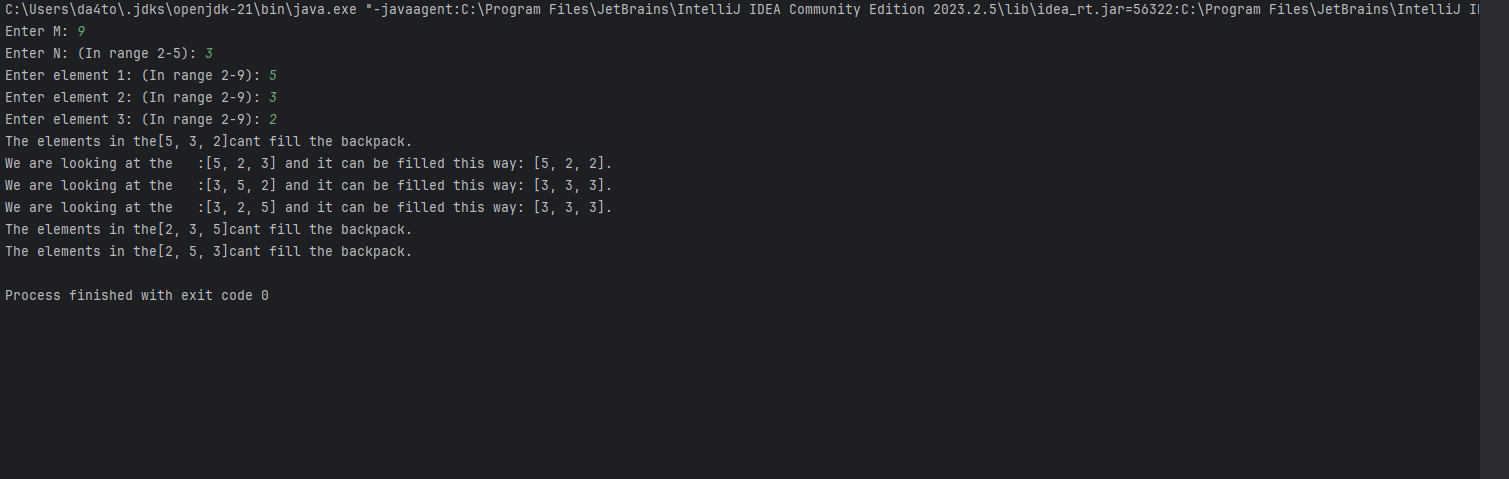 C:\Users\da4to\.jdks\openjdk-21\bin\java.exe "-javaagent:C:\Program Files\JetBrains\IntelliJ IDEA Community Edition 2023.2.5\lib\idea_rt.jar=56322:C:\Program Files\JetBrains\IntelliJ
Enter M: 9
Enter N: (In range 2-5): 3
Enter element 1: (In range 2-9): 5
Enter element 2: (In range 2-9): 3
Enter element 3: (In range 2-9): 2
The elements in the[5, 3, 2]cant fill the backpack.
We are looking at the   :[5, 2, 3] and it can be filled this way: [5, 2, 2].
We are looking at the   :[3, 5, 2] and it can be filled this way: [3, 3, 3].
We are looking at the   :[3, 2, 5] and it can be filled this way: [3, 3, 3].
The elements in the[2, 3, 5]cant fill the backpack.
The elements in the[2, 5, 3]cant fill the backpack.
Process finished with exit code 0